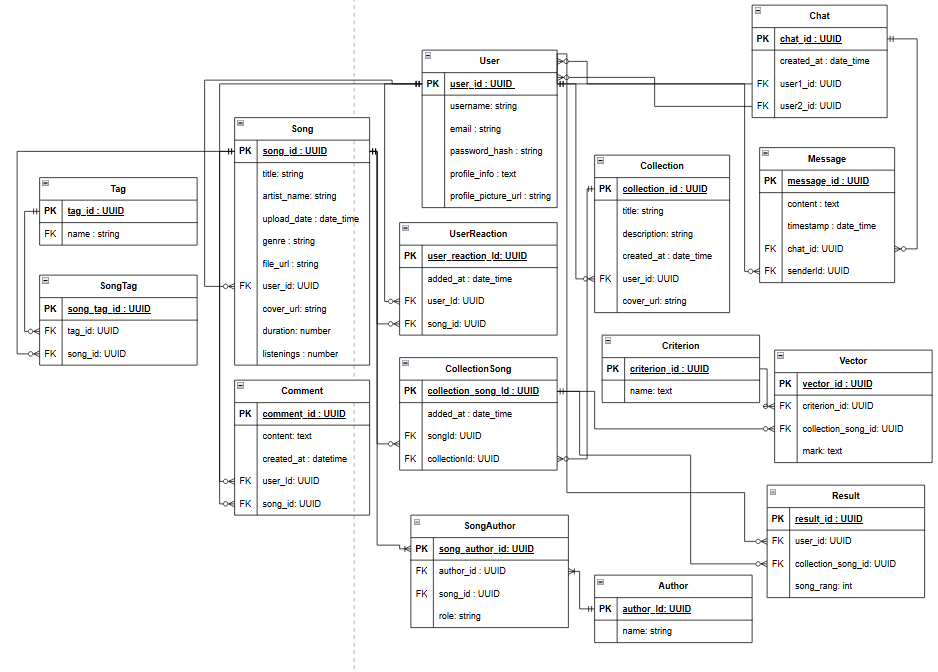 Chat
PK chat_id : UUID
created_at : date_time
FK user1_id: UUID
FK user2_id: UUID
User
PK user_id : UUID
username: string
email : string
password_hash : string
profile_info : text
profile_picture_url : string
Song
PK song_id : UUID
title: string
artist_name: string
upload_date : date_time
genre : string
file_url : string
FK user_id: UUID
cover_url: string
duration: number
listenings : number
Tag
PK tag_id : UUID
FK name : string
SongTag
PK song_tag_id : UUID
FK tag_id: UUID
FK song_id: UUID
Comment
PK comment_id : UUID
content: text
created_at : datetime
FK user_Id: UUID
FK song_id: UUID
UserReaction
PK user_reaction_Id: UUID
added_at : date_time
FK user_Id: UUID
FK song_id: UUID
CollectionSong
PK collection_song_Id : UUID
added_at : date_time
FK songId: UUID
FK collectionId: UUID
Collection
PK collection_id : UUID
title: string
description: string
created_at : date_time
FK user_id: UUID
cover_url: string
Message
PK message_id : UUID
content : text
timestamp : date_time
FK chat_id: UUID
FK senderId: UUID
Criterion
PK criterion_id : UUID
name: text
Vector
PK vector_id : UUID
FK criterion_id: UUID
FK collection_song_id: UUID
mark: text
Result
PK result_id : UUID
FK user_id: UUID
FK collection_song_id: UUID
song_rang: int
SongAuthor
PK song_author_id: UUID
FK author_id : UUID
FK song_id : UUID
role: string
Author
PK author_Id: UUID
name: string